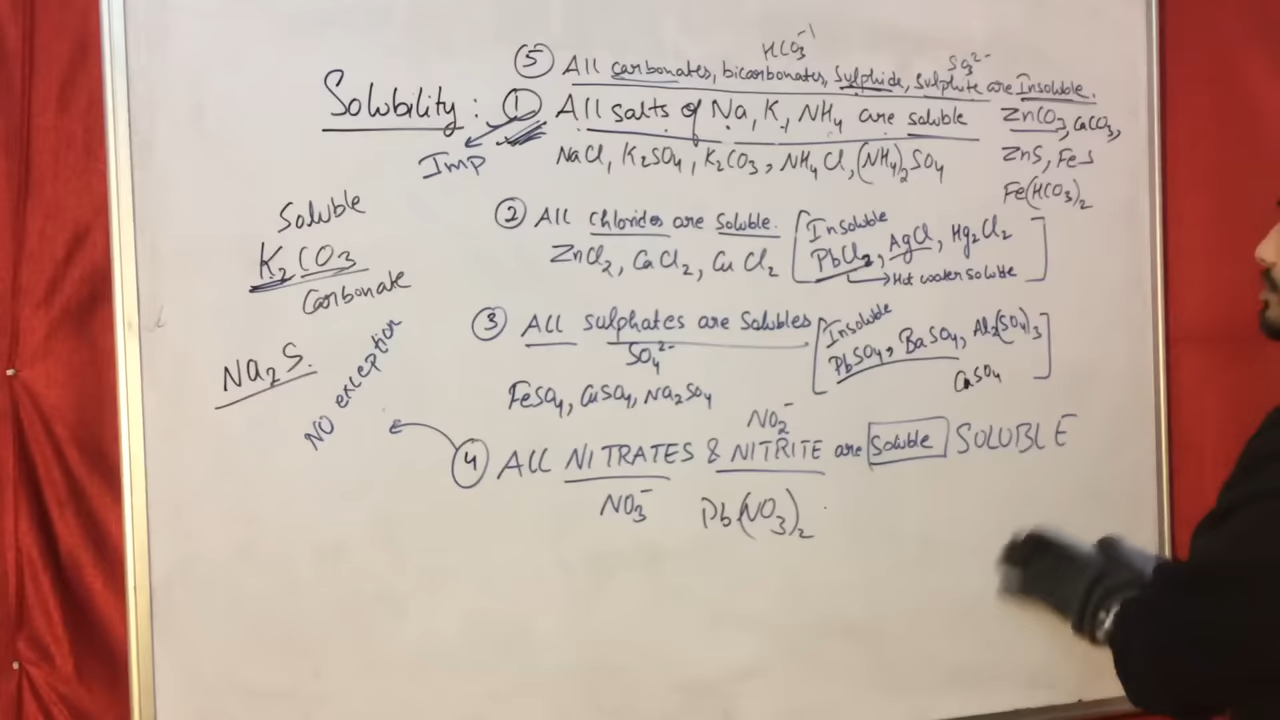 ⑤ All carbonates, bicarbonates, Sulphide, Sulphite are Insoluble.
HCO₃⁻¹
SO₃²⁻
Solubility : ① All salts of Na, K, NH₄ are soluble
Imp
NaCl, K₂SO₄, K₂CO₃, NH₄Cl, (NH₄)₂SO₄
ZnCO₃, CaCO₃,
ZnS, FeS
Fe(HCO₃)₂
Soluble
K₂CO₃
Carbonate
Na₂S.
② All chlorides are Soluble.
ZnCl₂, CaCl₂, CuCl₂
[Insoluble
PbCl₂, AgCl, Hg₂Cl₂]
Hot water soluble
③ All sulphates are Solubles
SO₄²⁻
FeSO₄, CuSO₄, Na₂SO₄
[Insoluble
PbSO₄, BaSO₄, Al₂(SO₄)₃
CaSO₄]
NO exception
④ ALL NITRATES & NITRITE are Soluble SOLUBLE
NO₂⁻
NO₃⁻
Pb(NO₃)₂